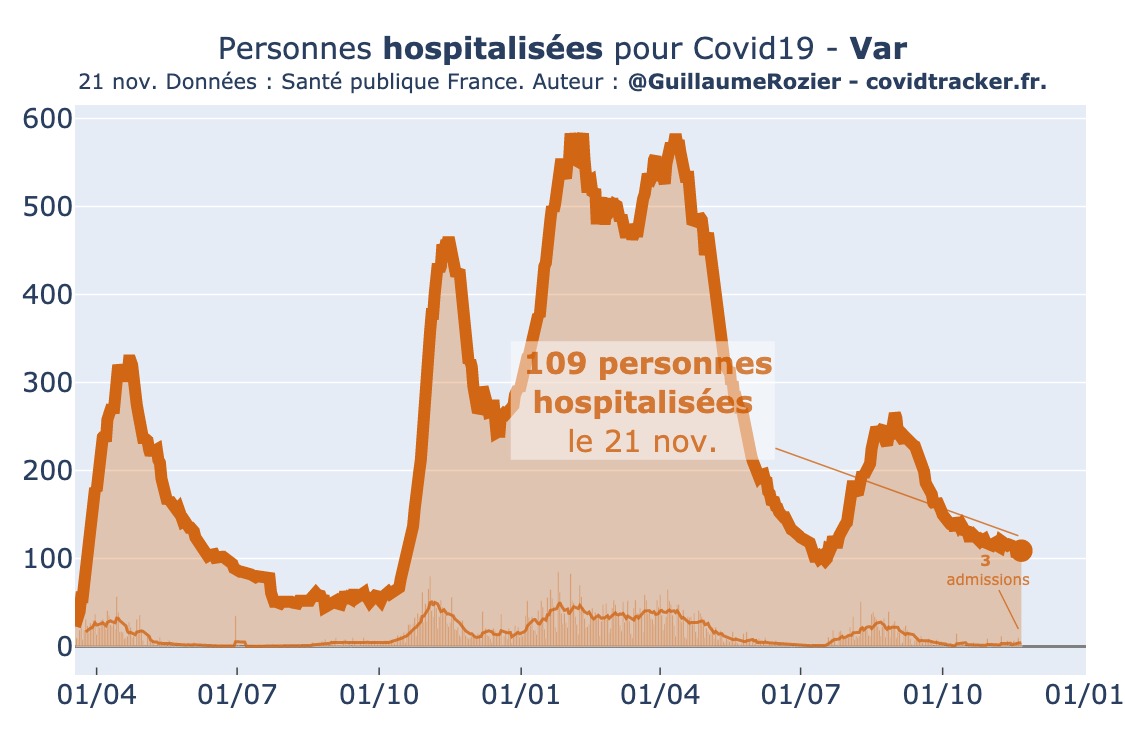 Personnes hospitalisées pour Covid19 - Var
21 nov. Données : Santé publique France. Auteur : @GuillaumeRozier - covidtracker.fr.
600
500
400
300
200
100
0
109 personnes
hospitalisées
le 21 nov.
3
admissions
01/04
01/07
01/10
01/01
01/04
01/07
01/10
01/01